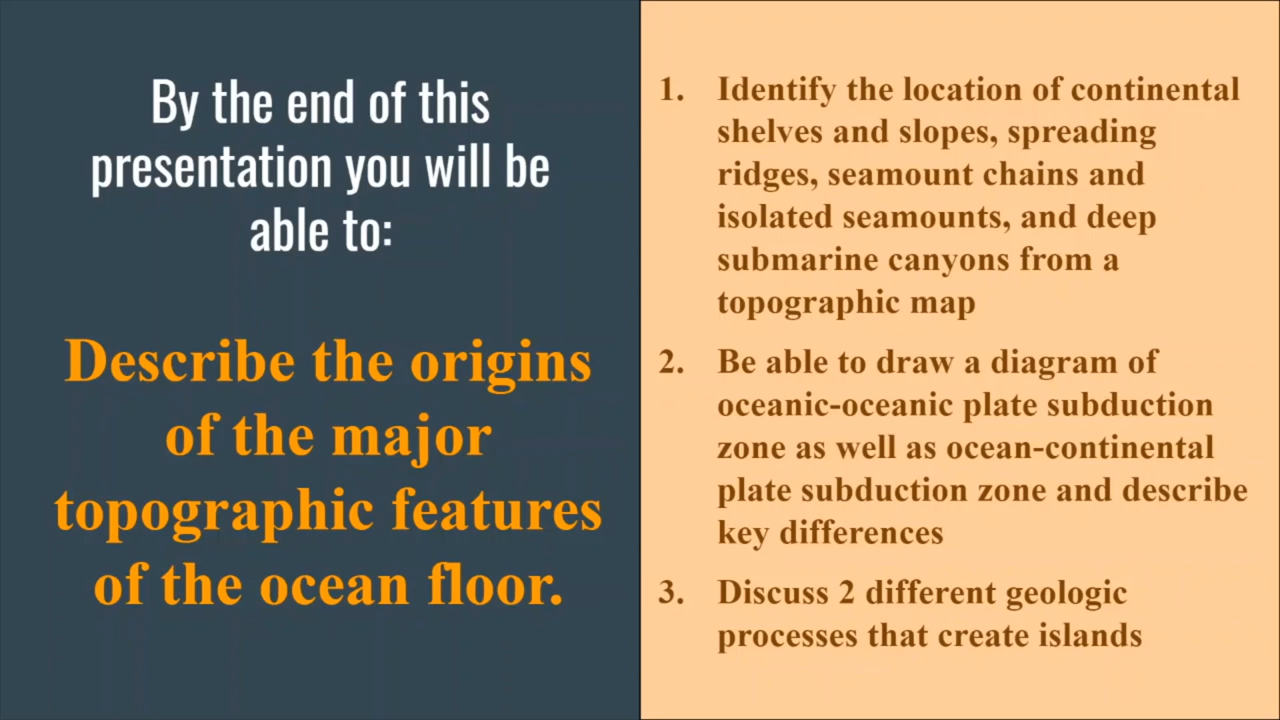 By the end of this
presentation you will be
able to:
Describe the origins
of the major
topographic features
of the ocean floor.
1. Identify the location of continental
shelves and slopes, spreading
ridges, seamount chains and
isolated seamounts, and deep
submarine canyons from a
topographic map
2. Be able to draw a diagram of
oceanic-oceanic plate subduction
zone as well as ocean-continental
plate subduction zone and describe
key differences
3. Discuss 2 different geologic
processes that create islands